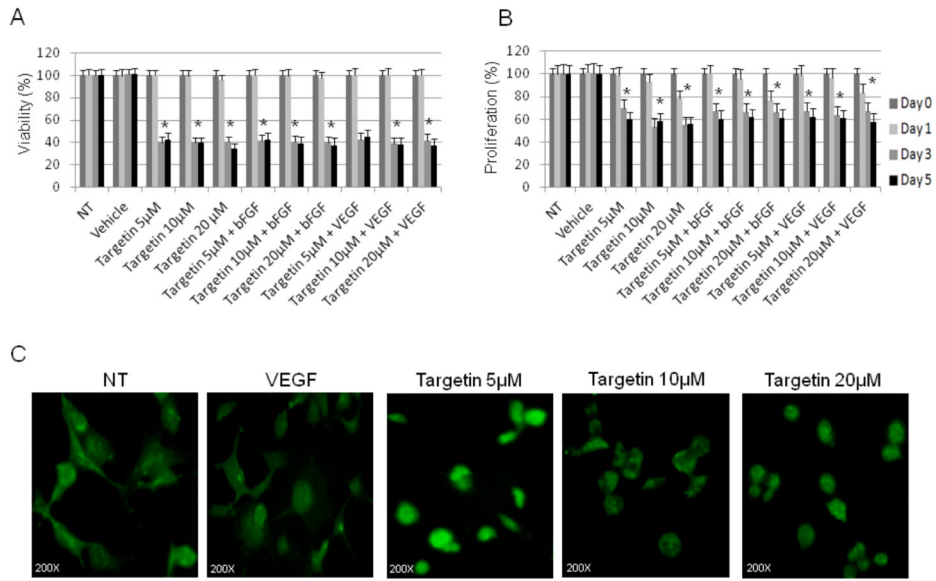 A
B
120
100
80
60
40
20
0
Viability (%)
* * * * * * * *
NT
Vehicle
Targetin 5µM
Targetin 10µM
Targetin 20 µM
Targetin 5µM + bFGF
Targetin 10µM + bFGF
Targetin 20µM + bFGF
Targetin 5µM + VEGF
Targetin 10µM + VEGF
Targetin 20µM + VEGF
120
100
80
60
40
20
0
Proliferation (%)
* * * * * * * * *
NT
Vehicle
Targetin 5µM
Targetin 10µM
Targetin 20 µM
Targetin 5µM + bFGF
Targetin 10µM + bFGF
Targetin 20µM + bFGF
Targetin 5µM + VEGF
Targetin 10µM + VEGF
Targetin 20µM + VEGF
Day 0
Day 1
Day 3
Day 5
C
NT VEGF Targetin 5µM Targetin 10µM Targetin 20µM
200X 200X 200X 200X 200X